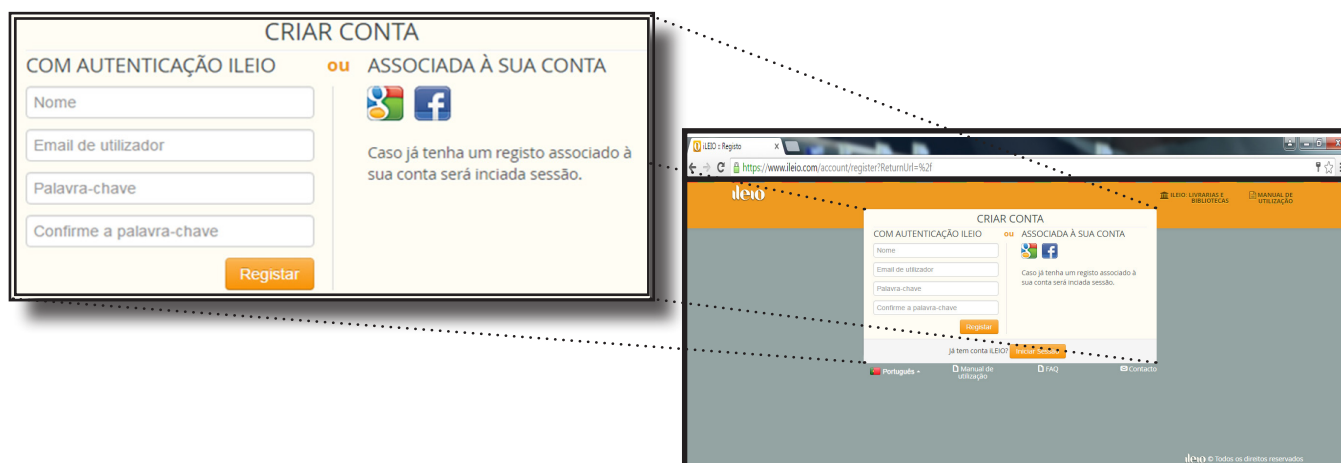 CRIAR CONTA
COM AUTENTICAÇÃO ILEIO ou ASSOCIADA À SUA CONTA
Nome
Email de utilizador
Palavra-chave
Confirme a palavra-chave
Registar
Caso já tenha um registo associado à
sua conta será inciada sessão.
iLEIO :: Registo
https://www.ileio.com/account/register?ReturnUrl=%2f
ileio
ILEIO: LIVRARIAS E
BIBLIOTECAS
MANUAL DE
UTILIZAÇÃO
CRIAR CONTA
COM AUTENTICAÇÃO ILEIO ou ASSOCIADA À SUA CONTA
Nome
Email de utilizador
Palavra-chave
Confirme a palavra-chave
Registar
Caso já tenha um registo associado à
sua conta será inciada sessão.
Já tem conta iLEIO? Iniciar Sessão
Português
Manual de
utilização
FAQ
Contacto
ileio © Todos os direitos reservados